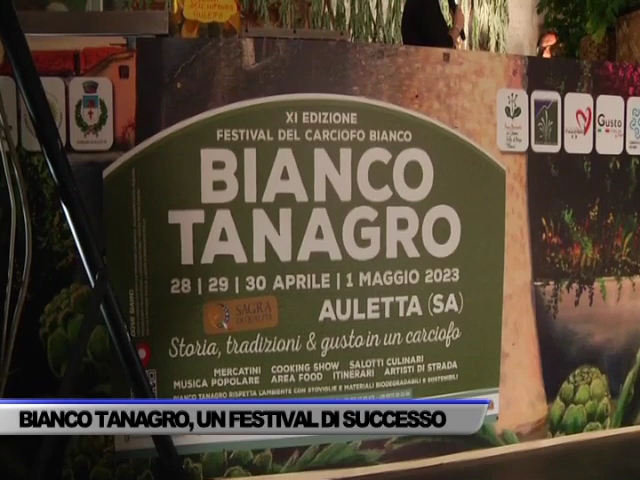 XI EDIZIONE
FESTIVAL DEL CARCIOFO BIANCO
BIANCO
TANAGRO
28 | 29 | 30 APRILE | 1 MAGGIO 2023
SAGRA
DI QUALITÀ
AULETTA (SA)
Storia, tradizioni & gusto in un carciofo
MERCATINI COOKING SHOW SALOTTI CULINARI
MUSICA POPOLARE AREA FOOD ITINERARI ARTISTI DI STRADA
BIANCO TANAGRO RISPETTA L'AMBIENTE CON STOVIGLIE E MATERIALI BIODEGRADABILI E SOSTENIBILI
Gusto
BIANCO TANAGRO, UN FESTIVAL DI SUCCESSO